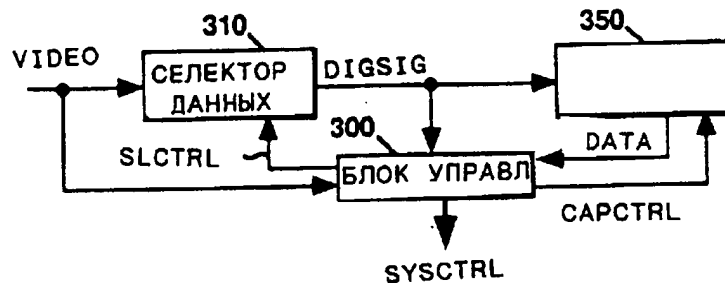 310
350
VIDEO
СЕЛЕКТОР
ДАННЫХ
DIGSIG
300
SLCTRL
DATA
БЛОК УПРАВЛ
CAPCTRL
SYSCTRL